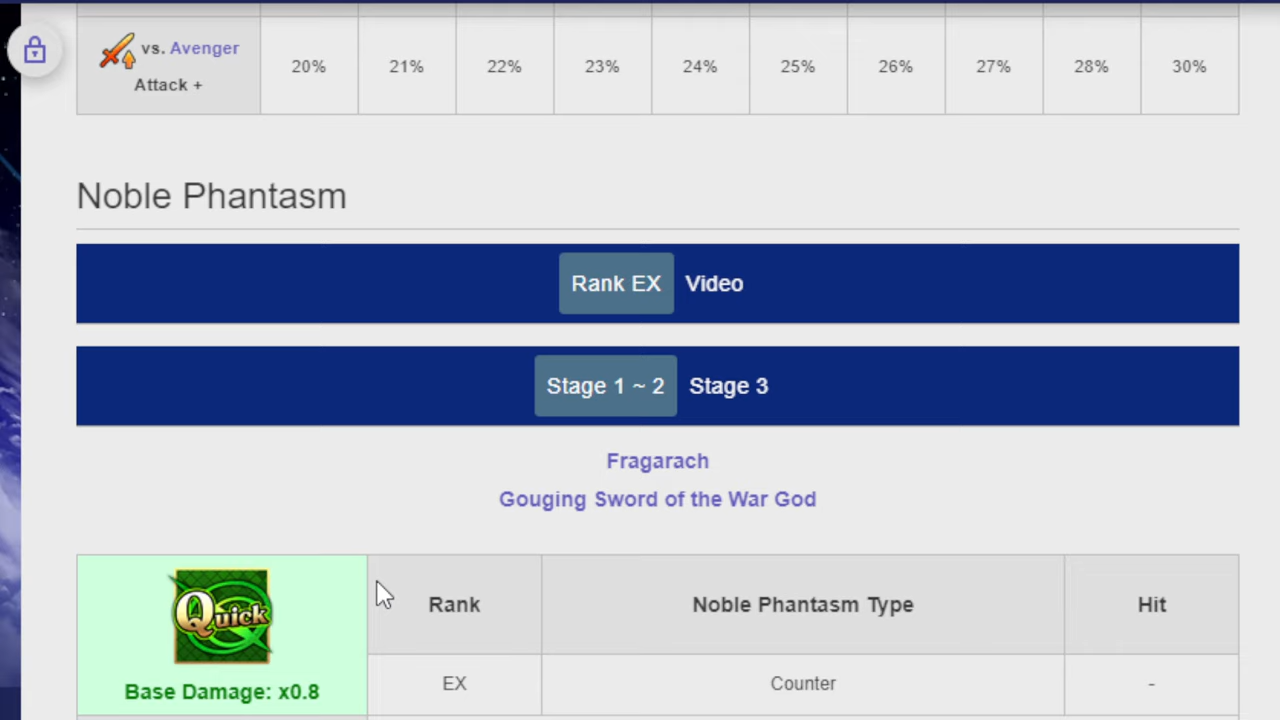 vs. Avenger
Attack +
20% 21% 22% 23% 24% 25% 26% 27% 28% 30%
Noble Phantasm
Rank EX Video
Stage 1 ~ 2 Stage 3
Fragarach
Gouging Sword of the War God
Quick
Base Damage: x0.8
Rank Noble Phantasm Type Hit
EX Counter -